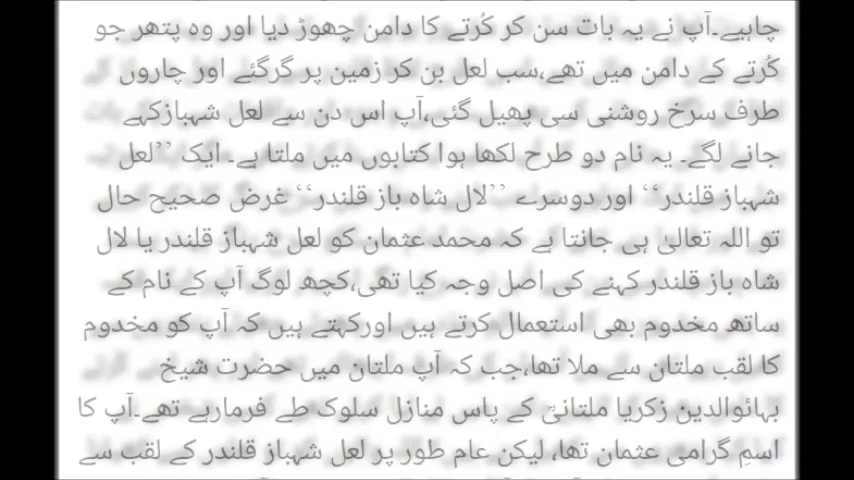 چاہیے۔آپ نے یہ بات سن کر کُرتے کا دامن چھوڑ دیا اور وہ پتھر جو
کُرتے کے دامن میں تھے،سب لعل بن کر زمین پر گرگئے اور چاروں
طرف سرخ روشنی سی پھیل گئی،آپ اس دن سے لعل شہبازکہے
جانے لگے۔ یہ نام دو طرح لکھا ہوا کتابوں میں ملتا ہے۔ ایک ’’لعل
شہباز قلندر‘‘ اور دوسرے ’’لال شاہ باز قلندر‘‘ غرض صحیح حال
تو اللہ تعالیٰ ہی جانتا ہے کہ محمد عثمان کو لعل شہباز قلندر یا لال
شاہ باز قلندر کہنے کی اصل وجہ کیا تھی،کچھ لوگ آپ کے نام کے
ساتھ مخدوم بھی استعمال کرتے ہیں اورکہتے ہیں کہ آپ کو مخدوم
کا لقب ملتان سے ملا تھا،جب کہ آپ ملتان میں حضرت شیخ
بہائوالدین زکریا ملتانیؒ کے پاس منازل سلوک طے فرمارہے تھے۔آپ کا
اسمِ گرامی عثمان تھا، لیکن عام طور پر لعل شہباز قلندر کے لقب سے